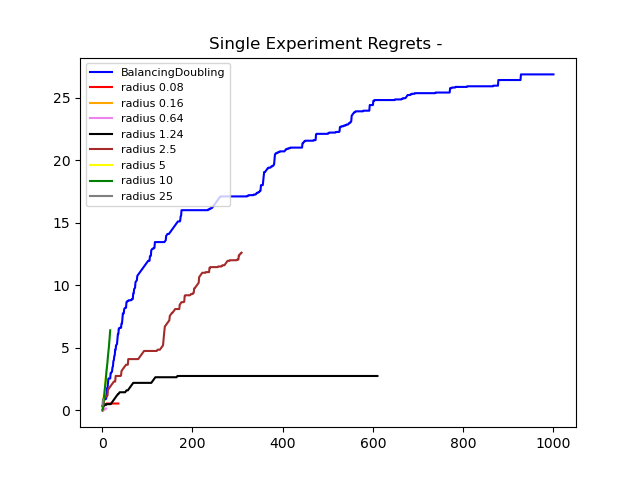 Single Experiment Regrets -
BalancingDoubling
radius 0.08
radius 0.16
radius 0.64
radius 1.24
radius 2.5
radius 5
radius 10
radius 25
25
20
15
10
5
0
0 200 400 600 800 1000